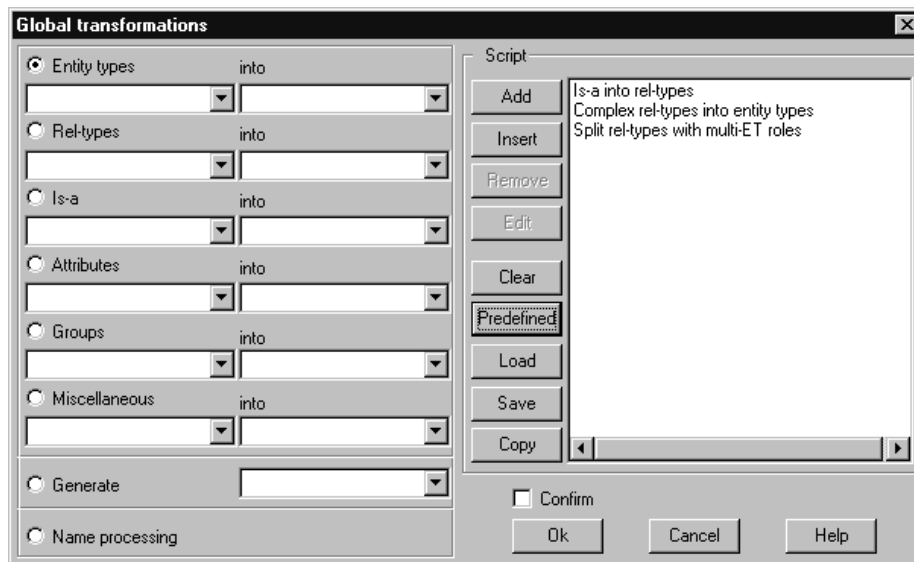 Global transformations
Entity types into
Rel-types into
Is-a into
Attributes into
Groups into
Miscellaneous into
Generate
Name processing
Script
Add
Insert
Remove
Edit
Clear
Predefined
Load
Save
Copy
Is-a into rel-types
Complex rel-types into entity types
Split rel-types with multi-ET roles
Confirm
Ok Cancel Help